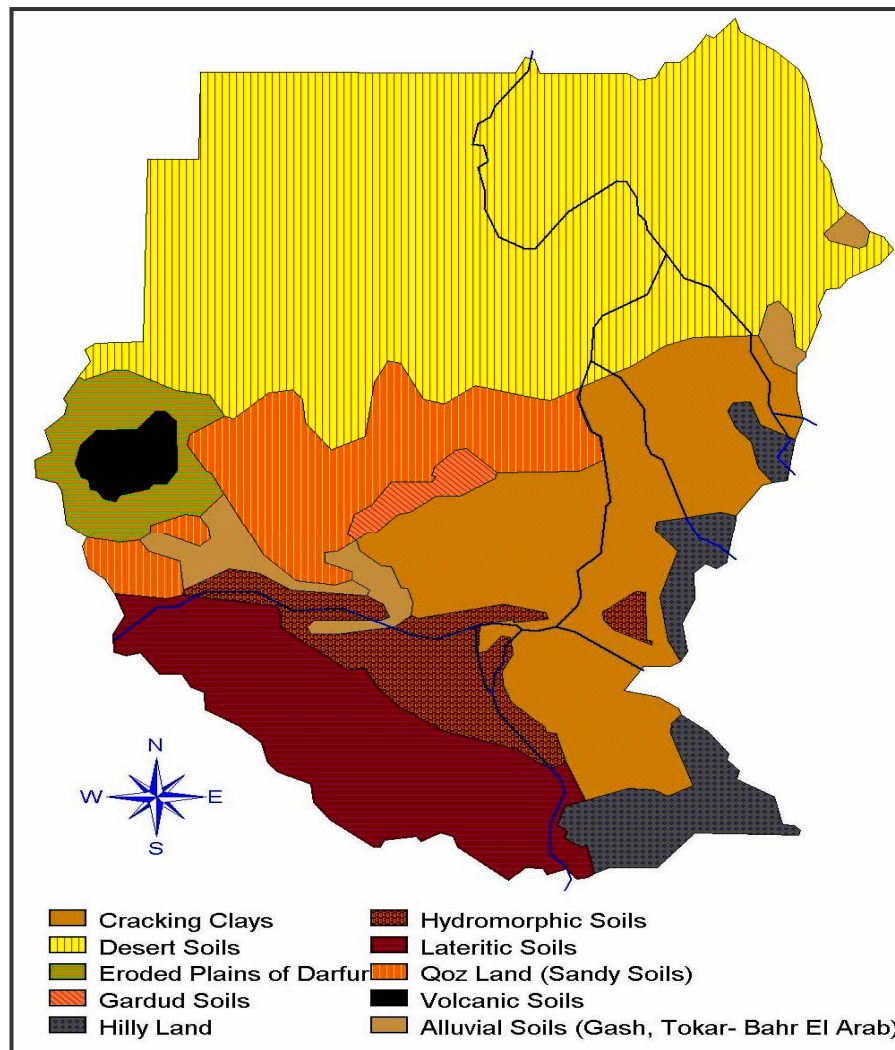 N
W E
S
Cracking Clays
Desert Soils
Eroded Plains of Darfur
Gardud Soils
Hilly Land
Hydromorphic Soils
Lateritic Soils
Qoz Land (Sandy Soils)
Volcanic Soils
Alluvial Soils (Gash, Tokar- Bahr El Arab)